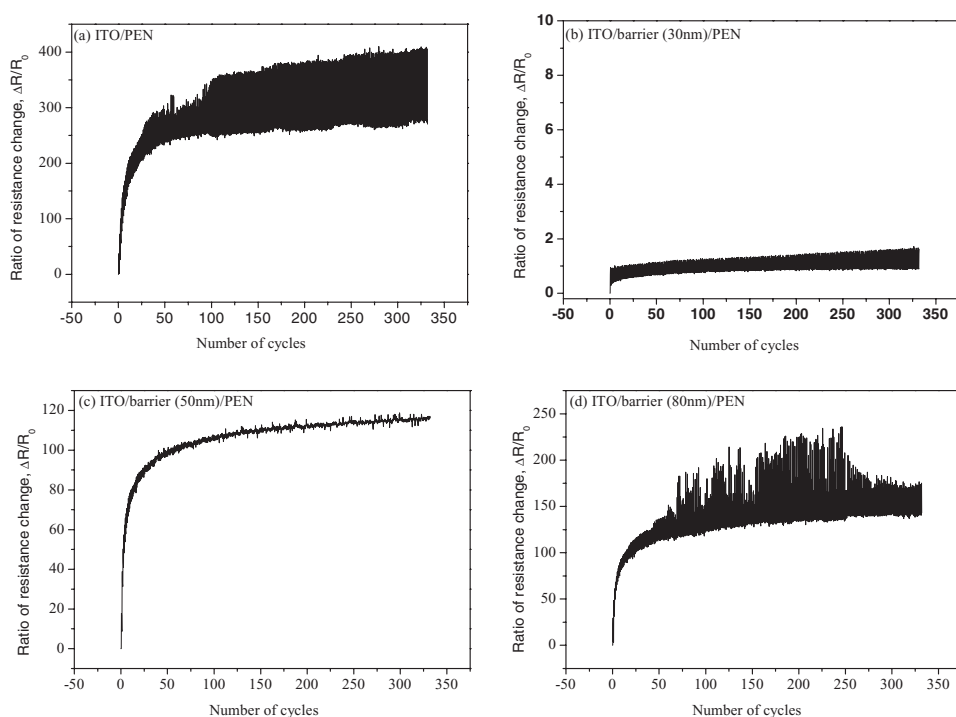 (a) ITO/PEN
400
300
200
100
0
-50 0 50 100 150 200 250 300 350
Ratio of resistance change, ΔR/R0
Number of cycles
(b) ITO/barrier (30nm)/PEN
10
8
6
4
2
0
-50 0 50 100 150 200 250 300 350
Ratio of resistance change, ΔR/R0
Number of cycles
(c) ITO/barrier (50nm)/PEN
120
100
80
60
40
20
0
-50 0 50 100 150 200 250 300 350
Ratio of resistance change, ΔR/R0
Number of cycles
(d) ITO/barrier (80nm)/PEN
250
200
150
100
50
0
-50 0 50 100 150 200 250 300 350
Ratio of resistance change, ΔR/R0
Number of cycles